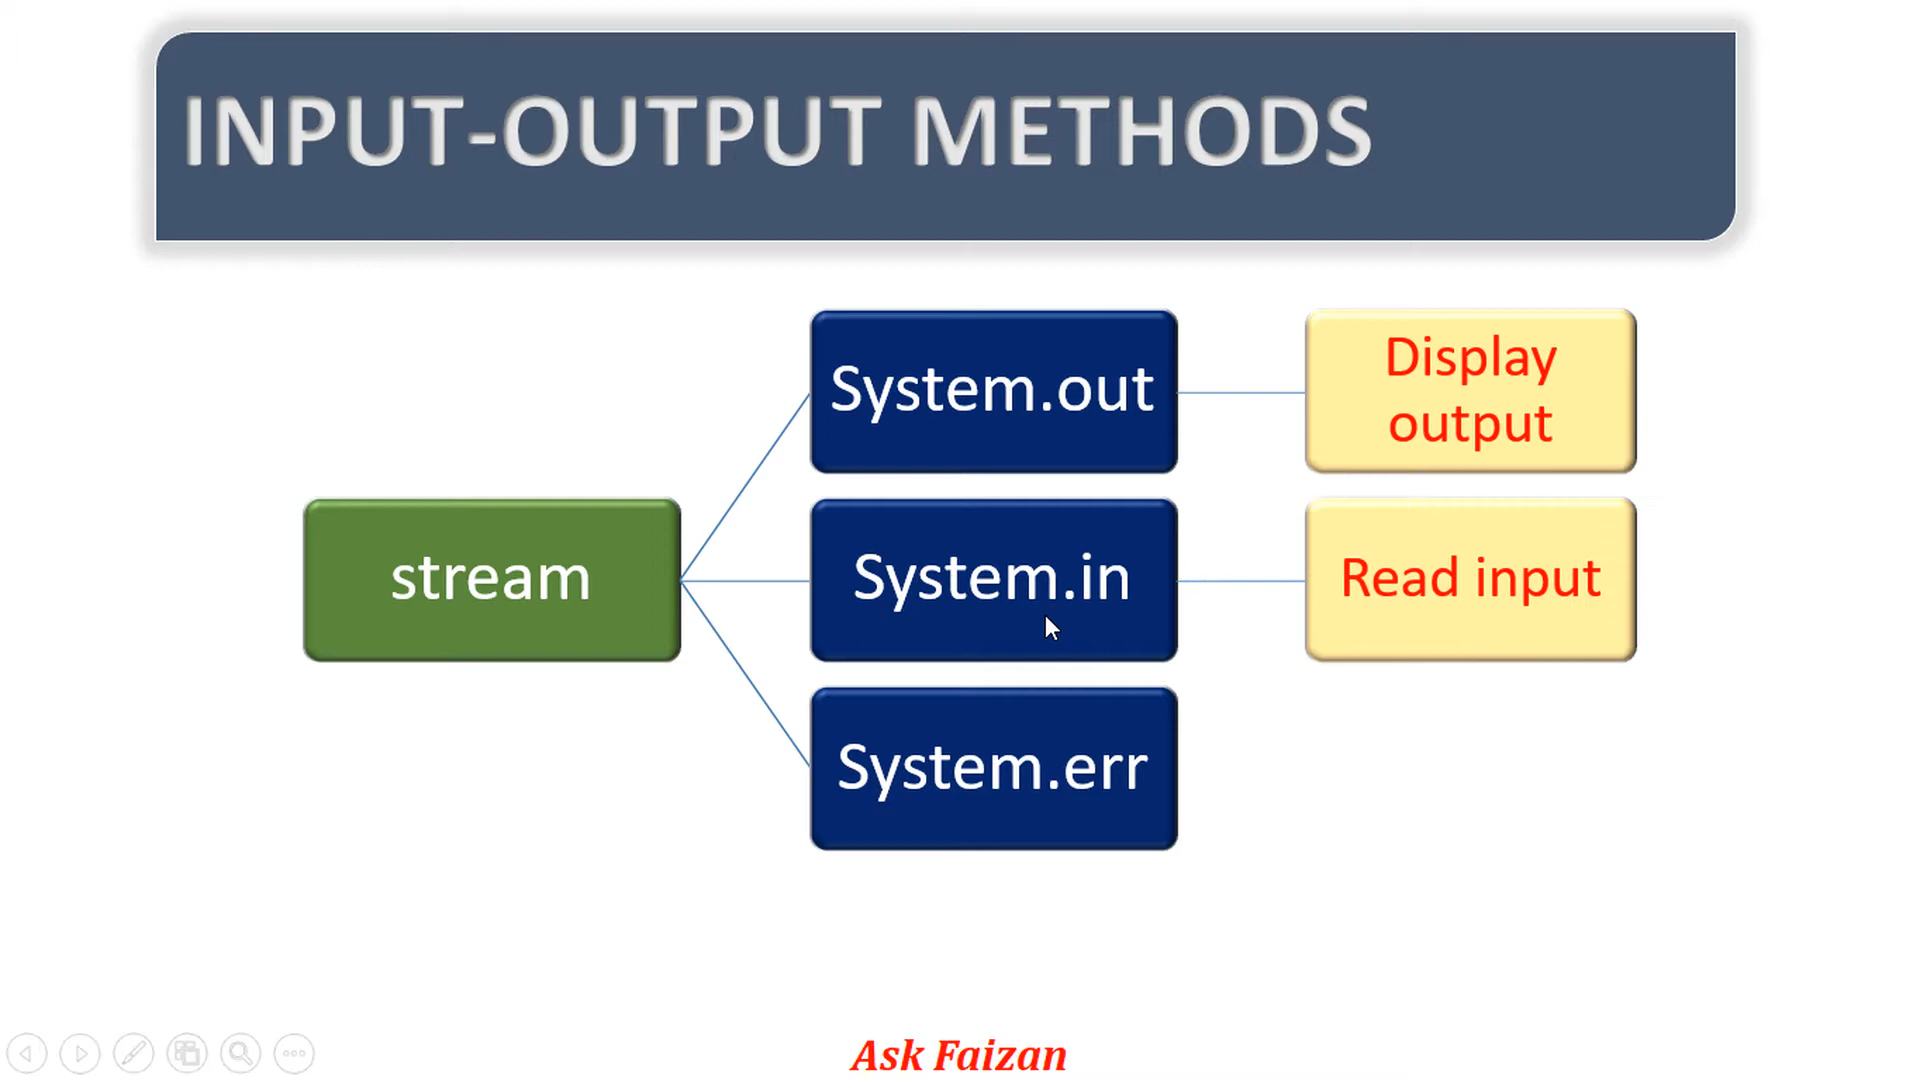 INPUT-OUTPUT METHODS
System.out
Display
output
stream
System.in
Read input
System.err
Ask Faizan